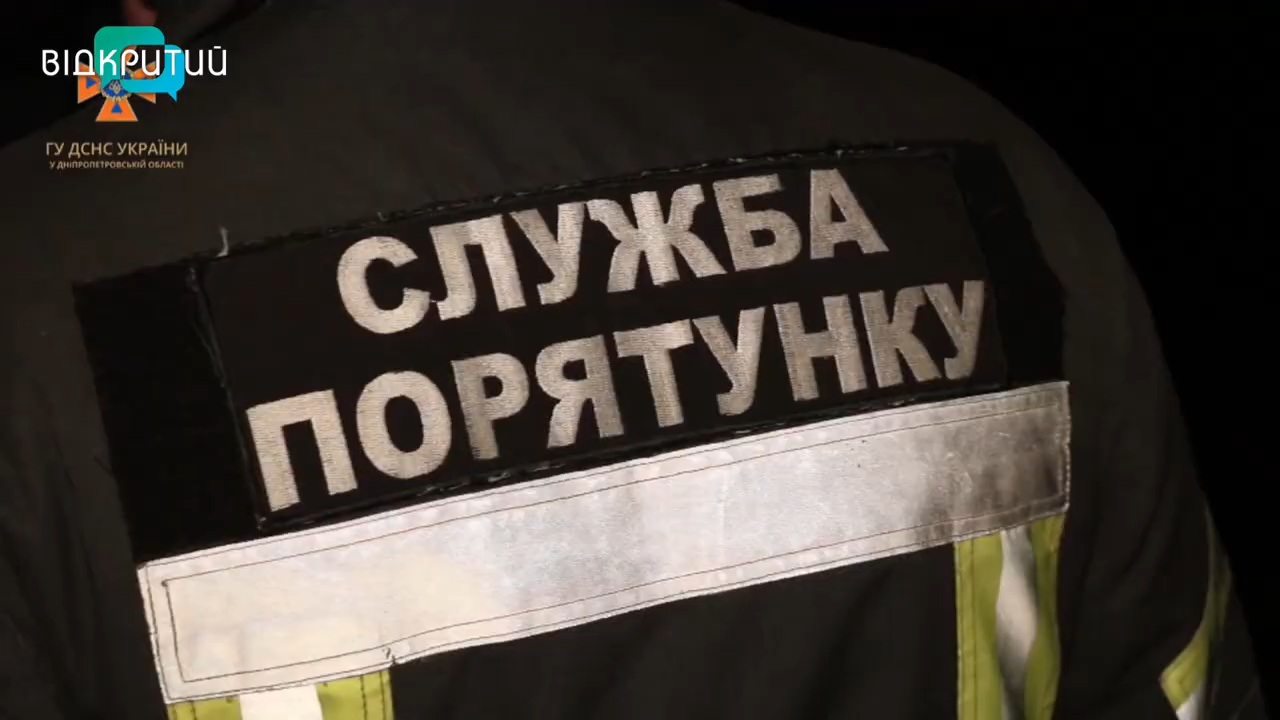 ВІДКРИТИЙ
ГУ ДСНС УКРАЇНИ
У ДНІПРОПЕТРОВСЬКІЙ ОБЛАСТІ
СЛУЖБА
ПОРЯТУНКУ